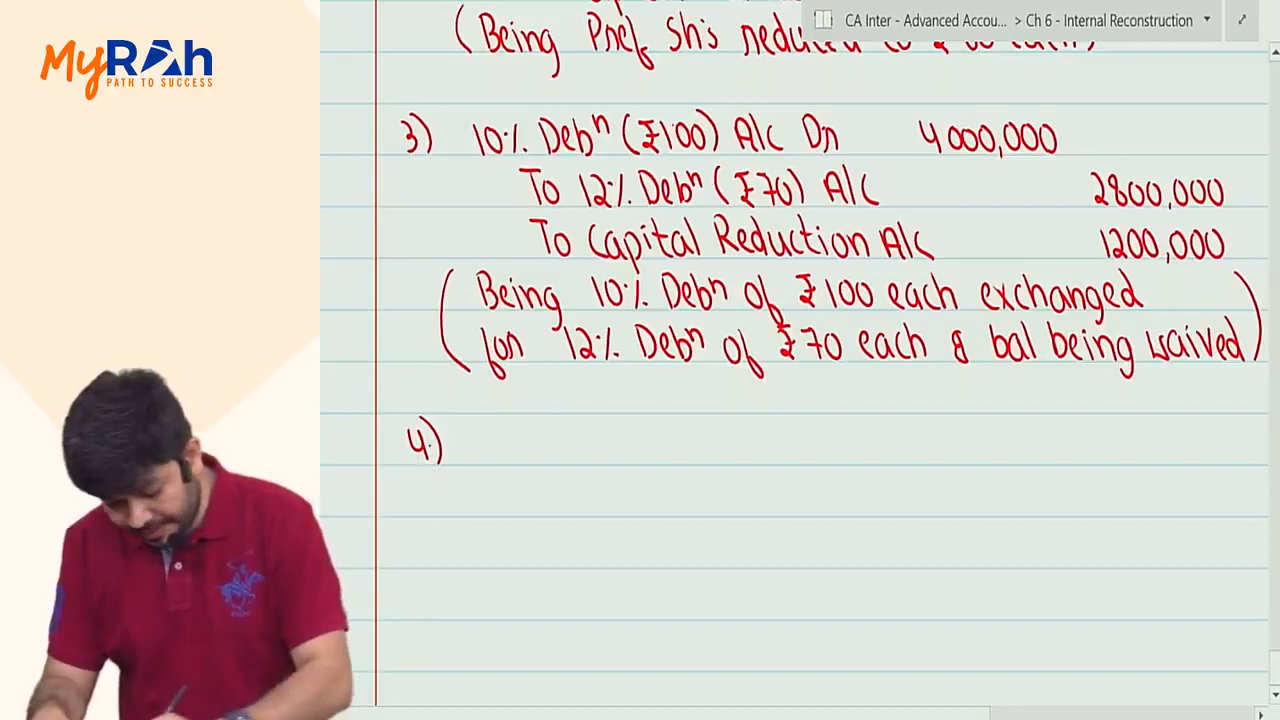 MyRAh
PATH TO SUCCESS
CA Inter - Advanced Accou... > Ch 6 - Internal Reconstruction
(Being Pref Sh's reduced to ₹
3) 10% Debⁿ (₹100) A/c Dr 4000,000
To 12% Debⁿ (₹70) A/c 2800,000
To Capital Reduction A/c 1200,000
(Being 10% Debⁿ of ₹100 each exchanged
for 12% Debⁿ of ₹70 each & bal being waived)
4)